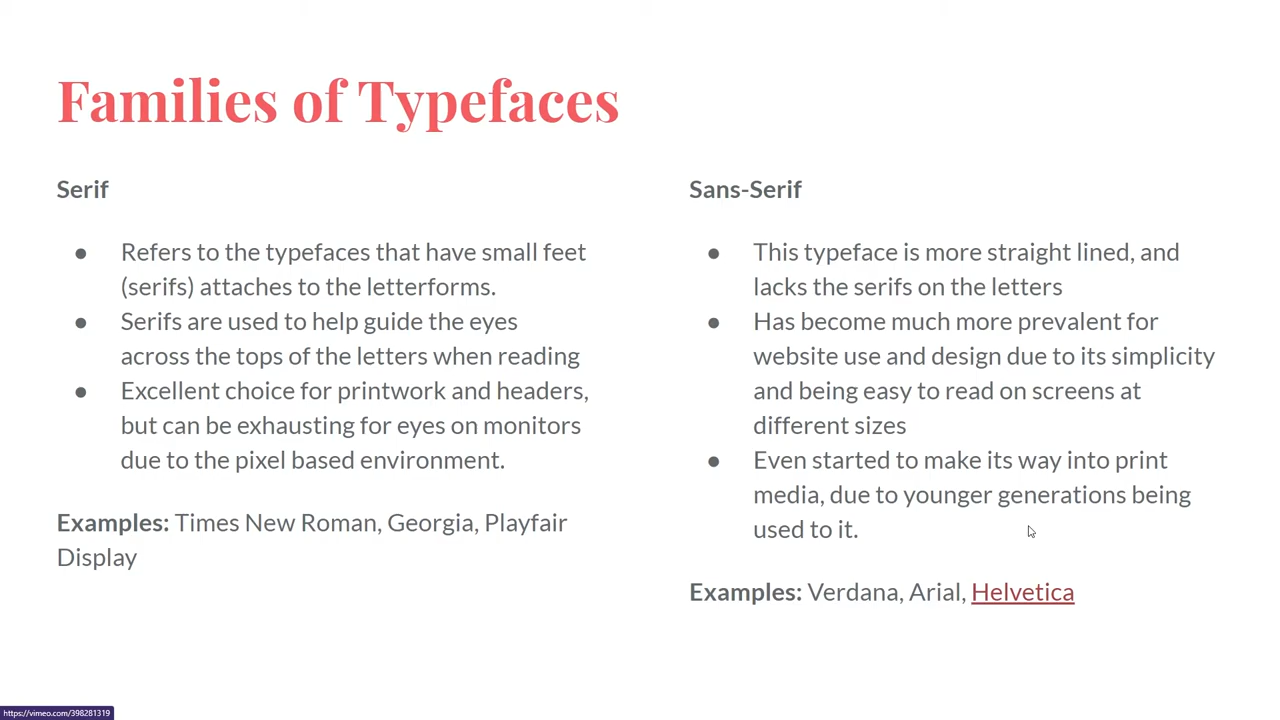 Families of Typefaces
Serif
● Refers to the typefaces that have small feet
(serifs) attaches to the letterforms.
● Serifs are used to help guide the eyes
across the tops of the letters when reading
● Excellent choice for printwork and headers,
but can be exhausting for eyes on monitors
due to the pixel based environment.
Examples: Times New Roman, Georgia, Playfair
Display
Sans-Serif
● This typeface is more straight lined, and
lacks the serifs on the letters
● Has become much more prevalent for
website use and design due to its simplicity
and being easy to read on screens at
different sizes
● Even started to make its way into print
media, due to younger generations being
used to it.
Examples: Verdana, Arial, Helvetica
https://vimeo.com/398281319